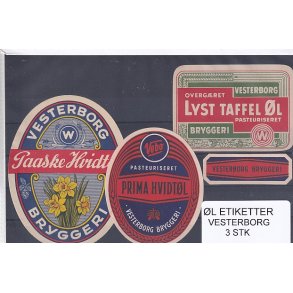 VESTERBORG
W
Paaske Hvidt
BRYGGERI
Vebo
PASTEURISERET
PRIMA HVIDTØL
VESTERBORG BRYGGERI
OVERGÆRET
VESTERBORG
LYST TAFFEL ØL
PASTEURISERET
BRYGGERI
W
VESTERBORG BRYGGERI
ØL ETIKETTER
VESTERBORG
3 STK